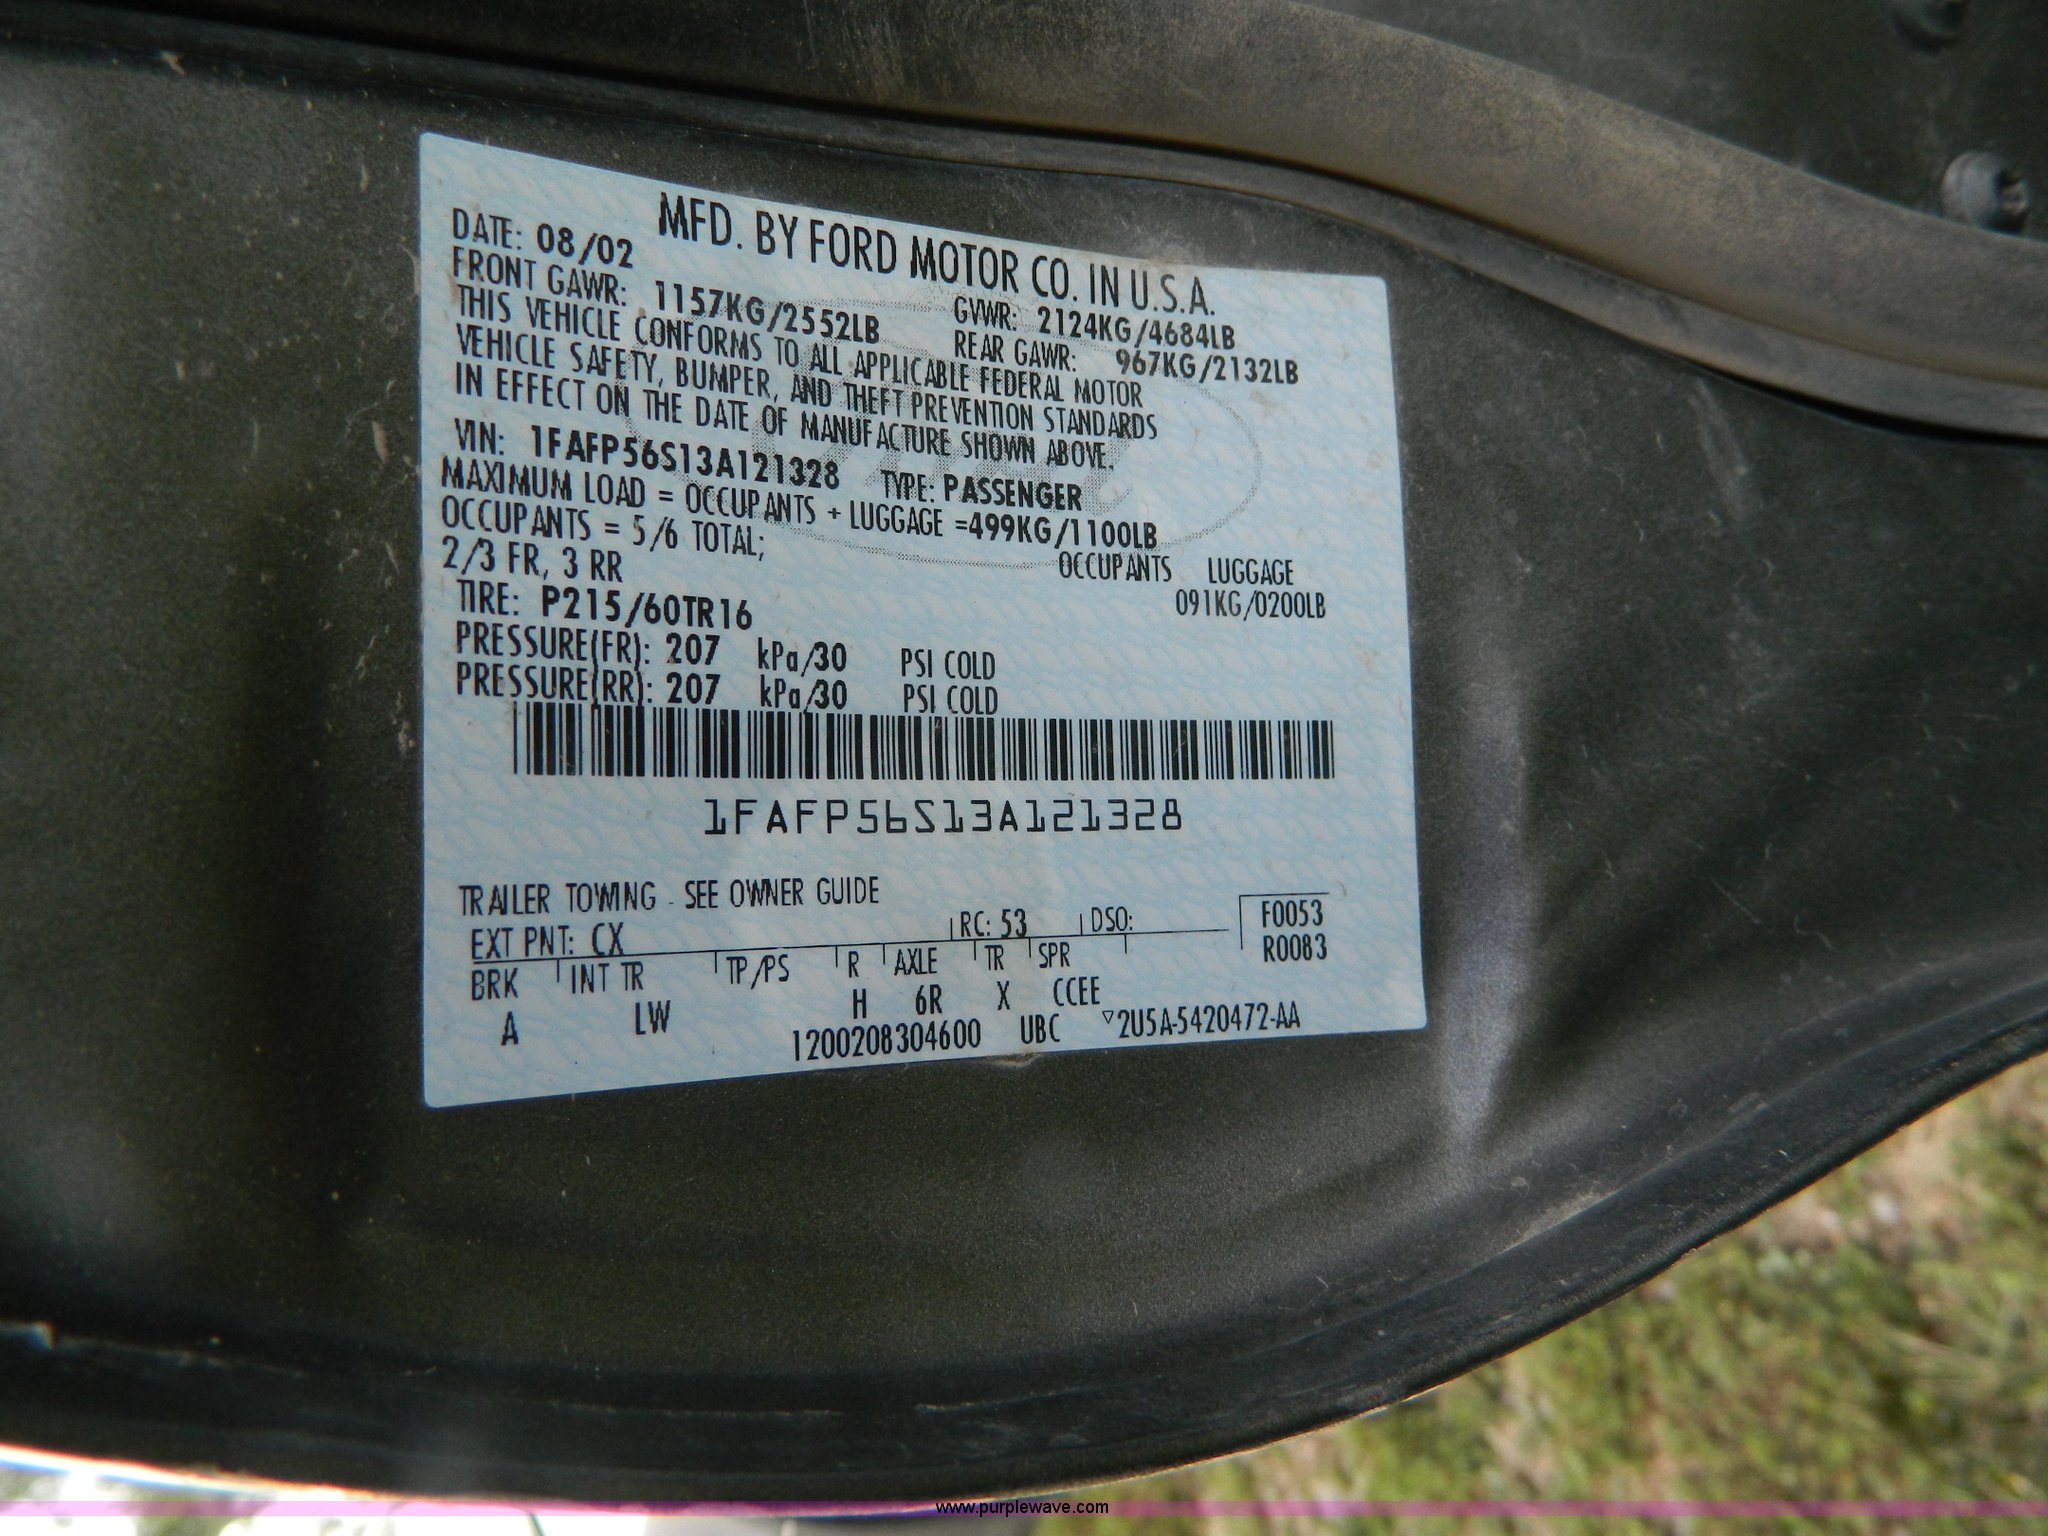 MFD. BY FORD MOTOR CO. IN U.S.A.
DATE: 08/02 GVWR: 2124KG/4684LB
FRONT GAWR: 1157KG/2552LB REAR GAWR: 967KG/2132LB
THIS VEHICLE CONFORMS TO ALL APPLICABLE FEDERAL MOTOR
VEHICLE SAFETY, BUMPER, AND THEFT PREVENTION STANDARDS
IN EFFECT ON THE DATE OF MANUFACTURE SHOWN ABOVE.
VIN: 1FAFP56S13A121328 TYPE: PASSENGER
MAXIMUM LOAD = OCCUPANTS + LUGGAGE =499KG/1100LB
OCCUPANTS = 5/6 TOTAL; OCCUPANTS LUGGAGE
2/3 FR, 3 RR 091KG/0200LB
TIRE: P215/60TR16
PRESSURE(FR): 207 kPa/30 PSI COLD
PRESSURE(RR): 207 kPa/30 PSI COLD
1FAFP56S13A121328
TRAILER TOWING - SEE OWNER GUIDE
EXT PNT: CX RC: 53 DSO: F0053
R0083
BRK INT TR TP/PS R AXLE TR SPR
A LW H 6R X CCEE
1200208304600 UBC ▽2U5A-5420472-AA
www.purplewave.com